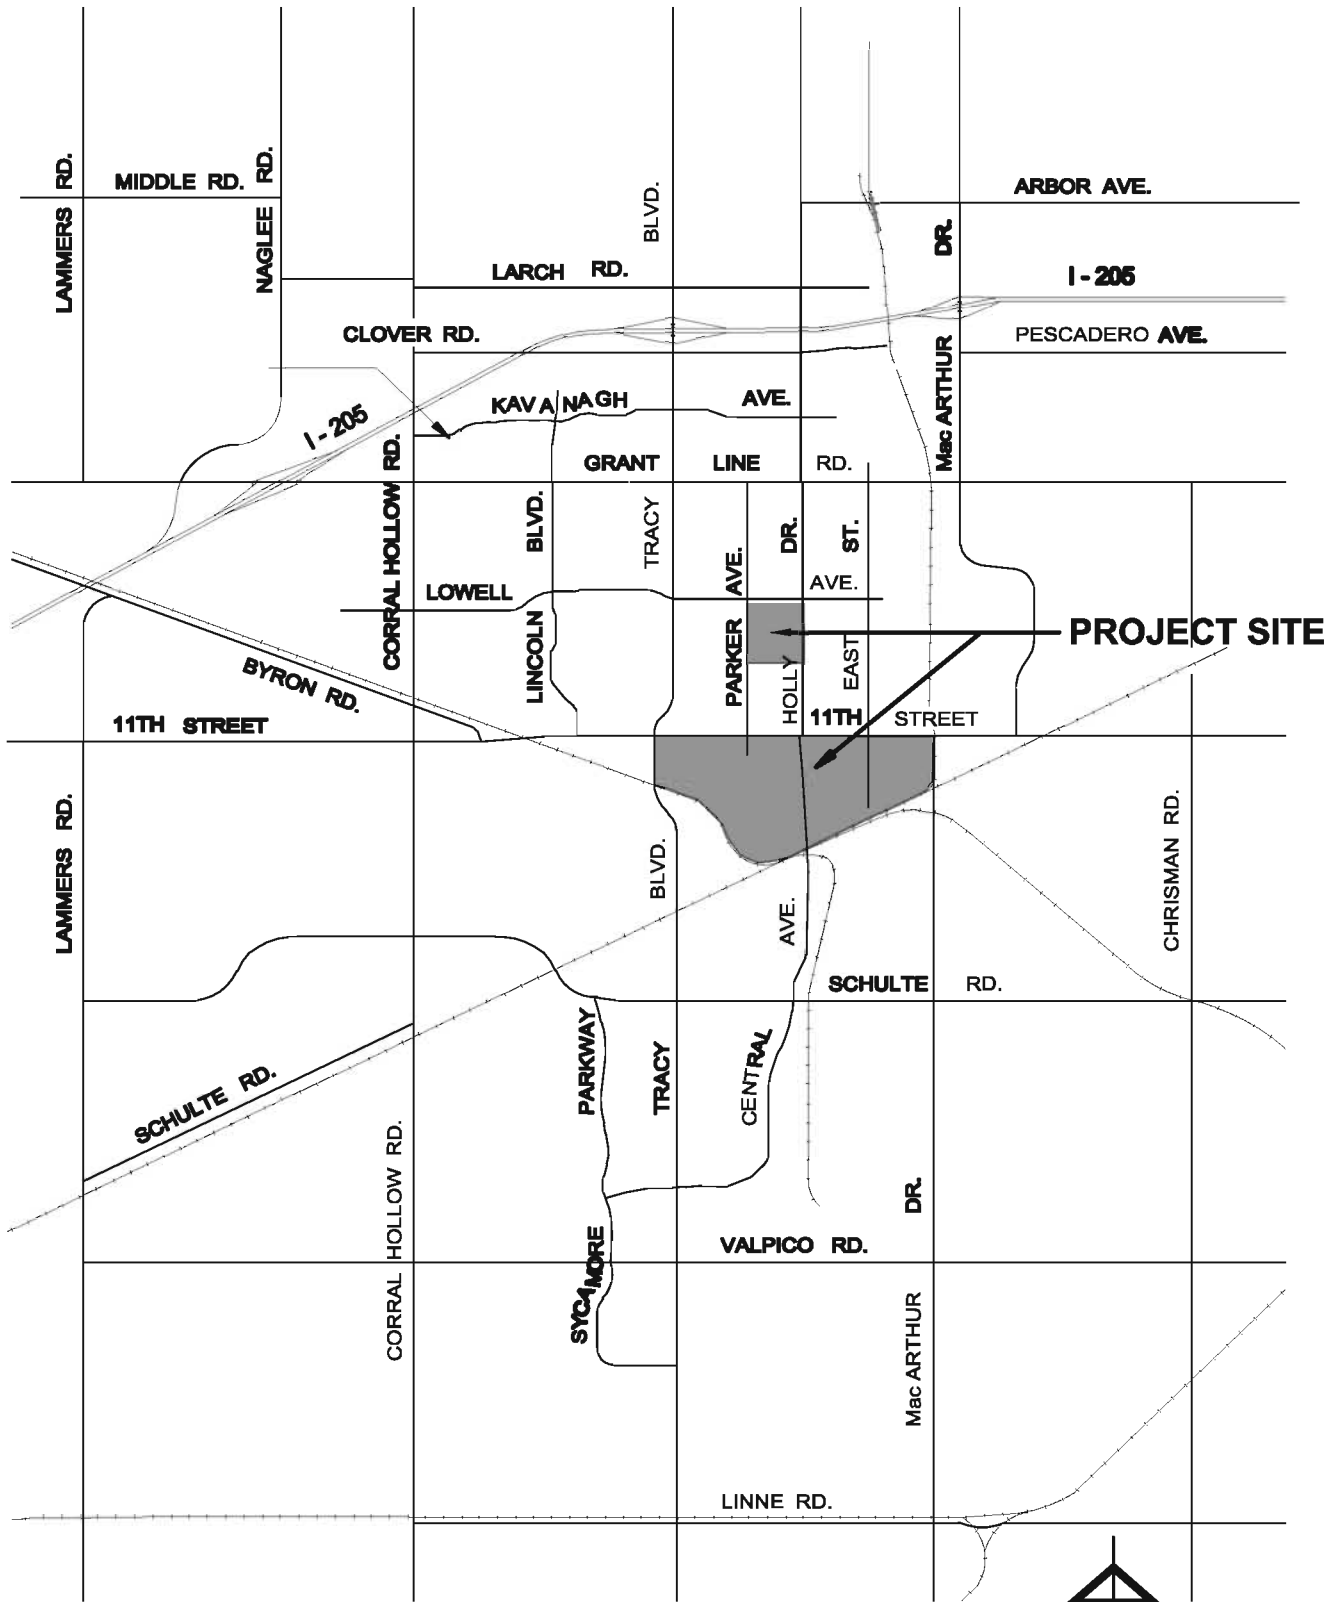 LAMMERS RD.
MIDDLE RD.
NAGLEE RD.
BLVD.
ARBOR AVE.
LARCH RD.
DR.
I - 205
CLOVER RD.
PESCADERO AVE.
Mac ARTHUR
KAVANAGH AVE.
I - 205
CORRAL HOLLOW RD.
GRANT LINE RD.
BLVD.
TRACY
AVE.
DR.
ST.
LOWELL AVE.
LINCOLN
PARKER
HOLLY
EAST
PROJECT SITE
BYRON RD.
11TH STREET
11TH STREET
LAMMERS RD.
BLVD.
AVE.
CHRISMAN RD.
SCHULTE RD.
PARKWAY
TRACY
CENTRAL
SCHULTE RD.
CORRAL HOLLOW RD.
DR.
SYCAMORE
VALPICO RD.
Mac ARTHUR
LINNE RD.